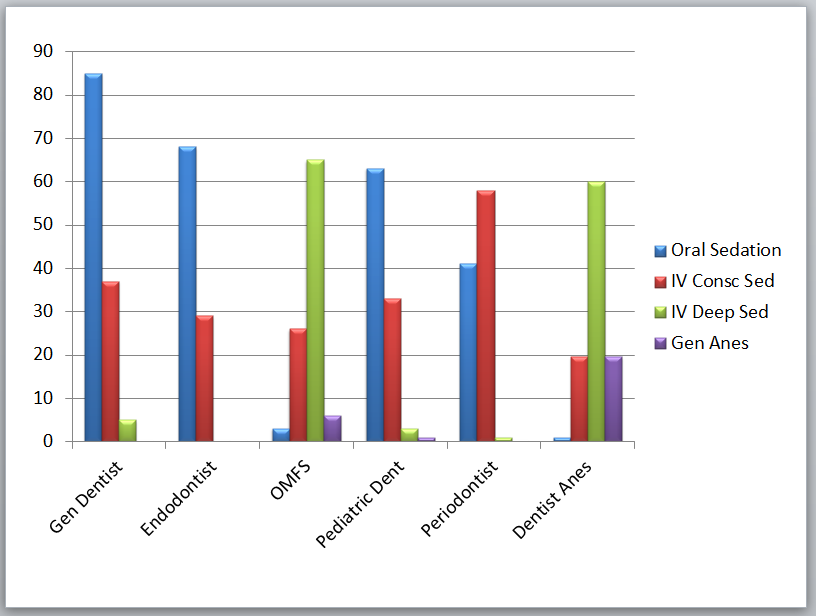 90
80
70
60
50
40
30
20
10
0
Gen Dentist
Endodontist
OMFS
Pediatric Dent
Periodontist
Dentist Anes
Oral Sedation
IV Consc Sed
IV Deep Sed
Gen Anes